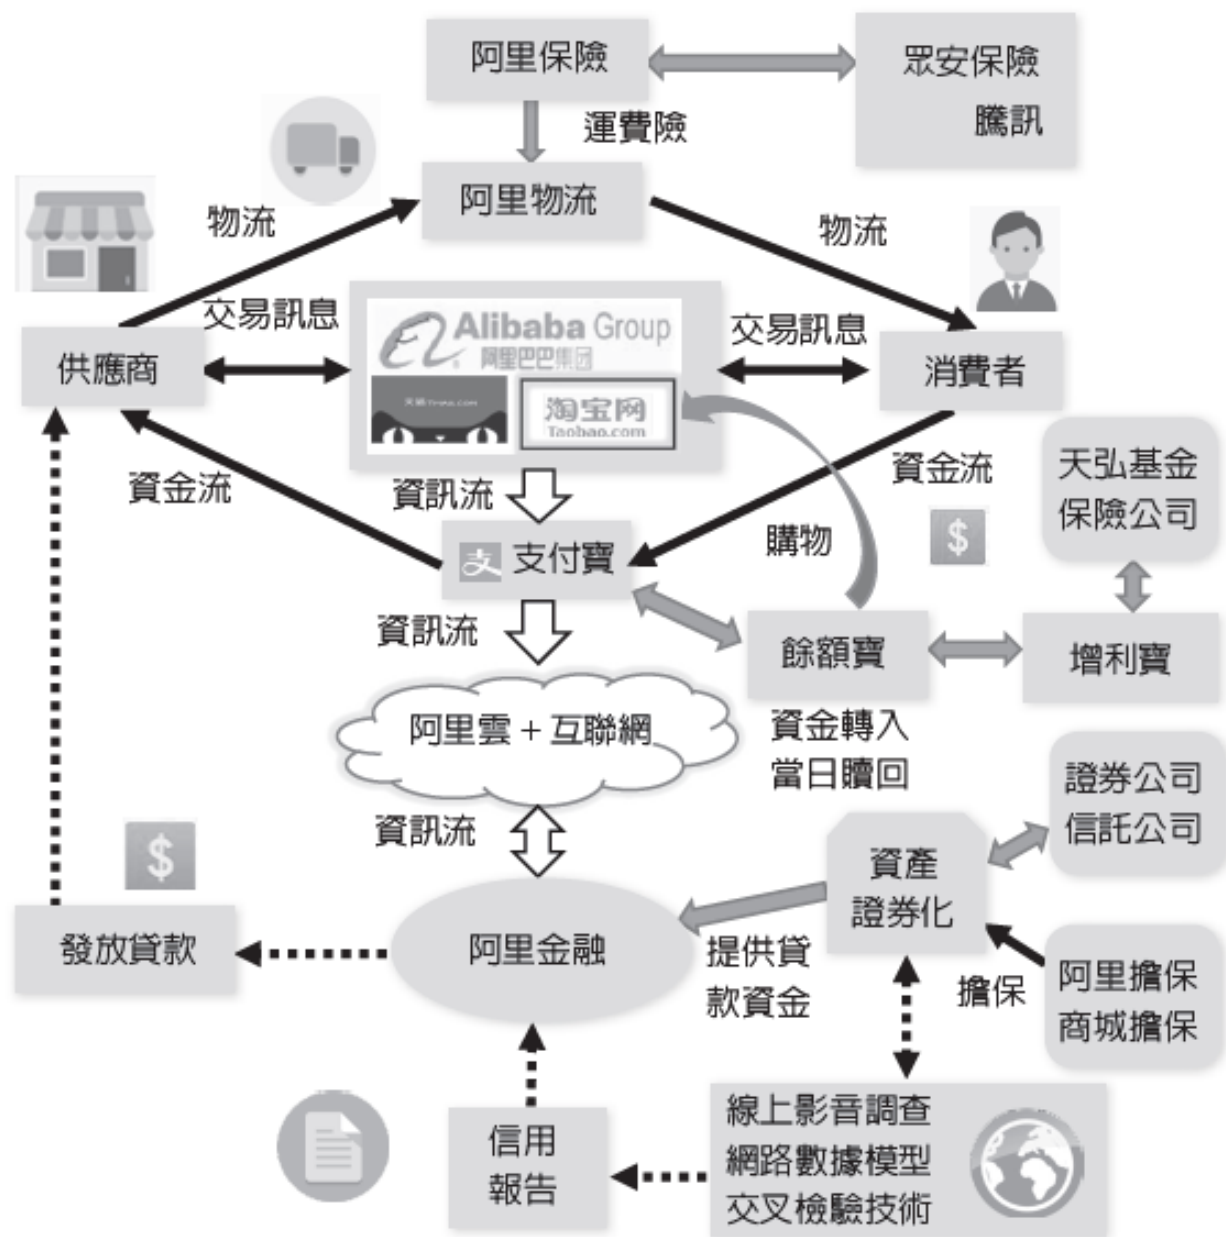 阿里保險
眾安保險
騰訊
運費險
阿里物流
物流
物流
交易訊息
Alibaba Group
阿里巴巴集团
交易訊息
供應商
消費者
天猫 TMALL.COM
淘宝网
Taobao.com
資金流
資訊流
資金流
天弘基金
保險公司
購物
$
支 支付寶
資訊流
餘額寶
增利寶
阿里雲 + 互聯網
資金轉入
當日贖回
資訊流
證券公司
信託公司
$
資產
證券化
發放貸款
阿里金融
提供貸
款資金
擔保
阿里擔保
商城擔保
線上影音調查
網路數據模型
交叉檢驗技術
信用
報告